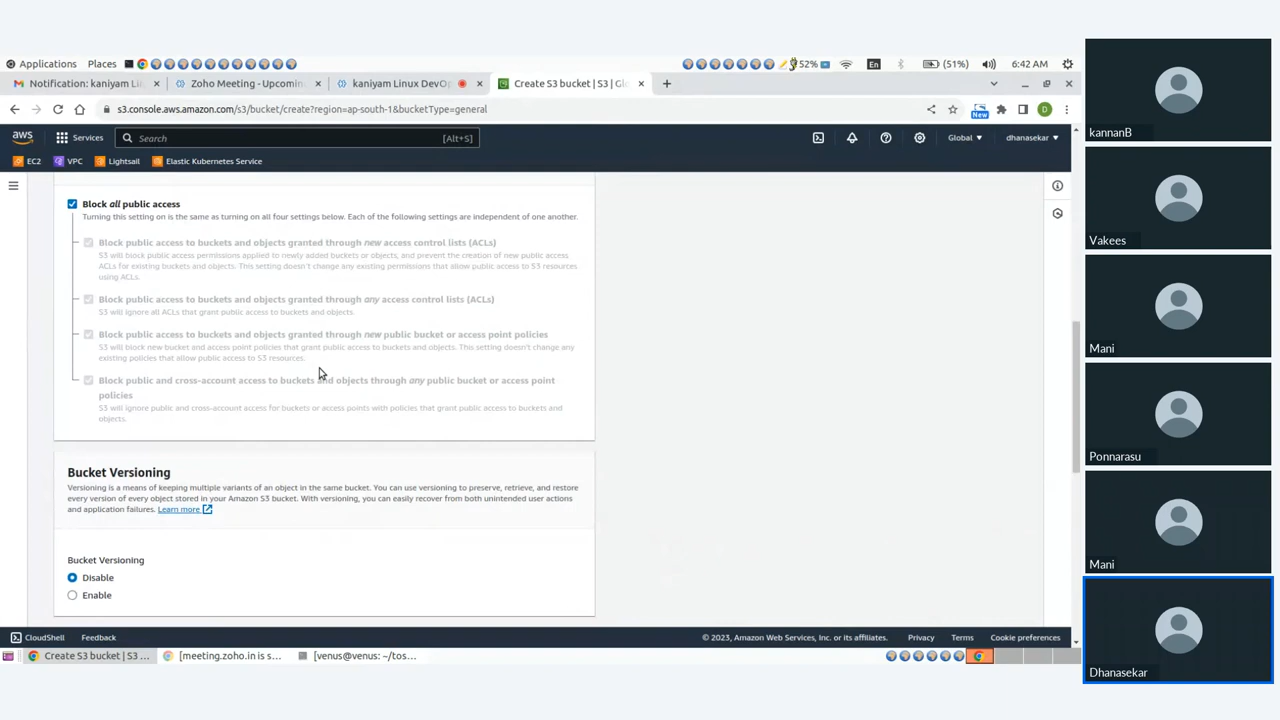 Applications Places 52% En (51%) 6:42 AM
Notification: kaniyam Li × Zoho Meeting - Upcomin × kaniyam Linux DevO × Create S3 bucket | S3 | Glo × +
s3.console.aws.amazon.com/s3/bucket/create?region=ap-south-1&bucketType=general New D
aws Services Search [Alt+S] Global dhanasekar
EC2 VPC Lightsail Elastic Kubernetes Service
Block all public access
Turning this setting on is the same as turning on all four settings below. Each of the following settings are independent of one another.
Block public access to buckets and objects granted through new access control lists (ACLs)
S3 will block public access permissions applied to newly added buckets or objects, and prevent the creation of new public access
ACLs for existing buckets and objects. This setting doesn't change any existing permissions that allow public access to S3 resources
using ACLs.
Block public access to buckets and objects granted through any access control lists (ACLs)
S3 will ignore all ACLs that grant public access to buckets and objects.
Block public access to buckets and objects granted through new public bucket or access point policies
S3 will block new bucket and access point policies that grant public access to buckets and objects. This setting doesn't change any
existing policies that allow public access to S3 resources.
Block public and cross-account access to buckets and objects through any public bucket or access point
policies
S3 will ignore public and cross-account access for buckets or access points with policies that grant public access to buckets and
objects.
Bucket Versioning
Versioning is a means of keeping multiple variants of an object in the same bucket. You can use versioning to preserve, retrieve, and restore
every version of every object stored in your Amazon S3 bucket. With versioning, you can easily recover from both unintended user actions
and application failures. Learn more
Bucket Versioning
Disable
Enable
CloudShell Feedback © 2023, Amazon Web Services, Inc. or its affiliates. Privacy Terms Cookie preferences
Create S3 bucket | S3 ... [meeting.zoho.in is s... [venus@venus: ~/tos...
kannanB
Vakees
Mani
Ponnarasu
Mani
Dhanasekar